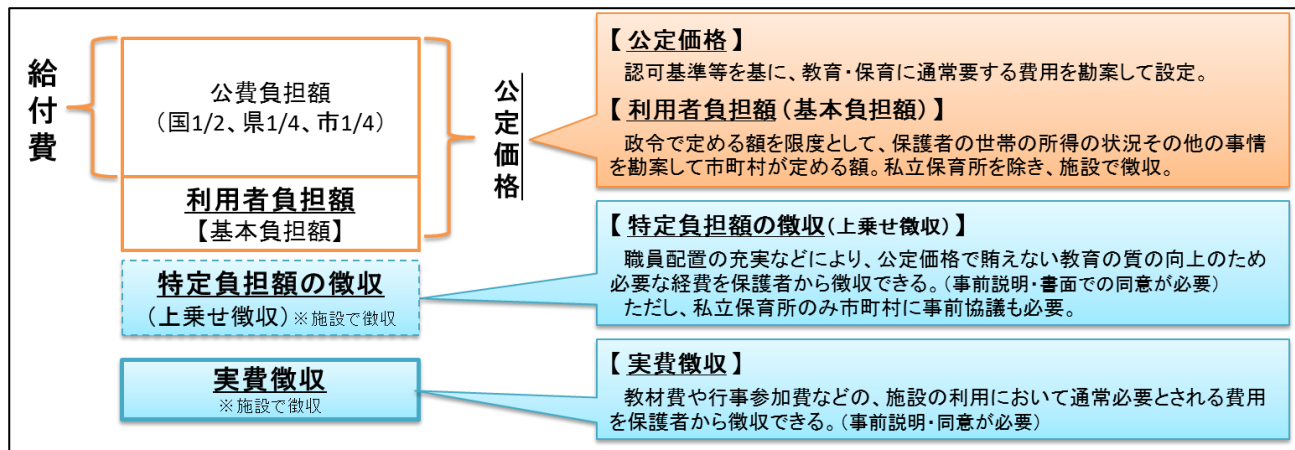 給付費
公費負担額
（国1/2、県1/4、市1/4）
利用者負担額
【基本負担額】
公定価格
特定負担額の徴収
（上乗せ徴収）※施設で徴収
実費徴収
※施設で徴収
【 公定価格 】
認可基準等を基に、教育・保育に通常要する費用を勘案して設定。
【 利用者負担額（基本負担額） 】
政令で定める額を限度として、保護者の世帯の所得の状況その他の事情
を勘案して市町村が定める額。私立保育所を除き、施設で徴収。
【 特定負担額の徴収（上乗せ徴収） 】
職員配置の充実などにより、公定価格で賄えない教育の質の向上のため
必要な経費を保護者から徴収できる。（事前説明・書面での同意が必要）
ただし、私立保育所のみ市町村に事前協議も必要。
【 実費徴収 】
教材費や行事参加費などの、施設の利用において通常必要とされる費用
を保護者から徴収できる。（事前説明・同意が必要）